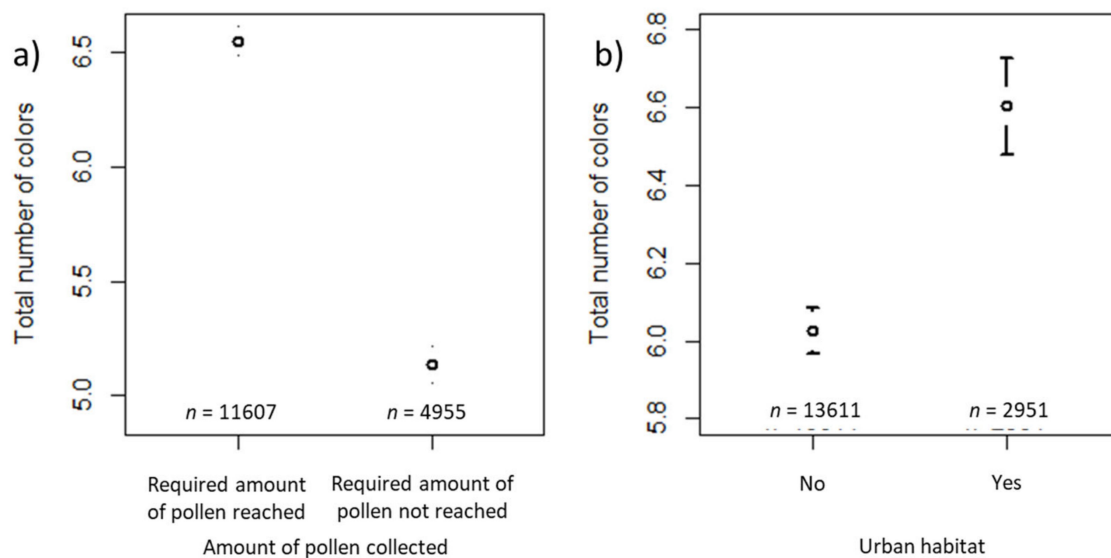 a)
Total number of colors
6.5
6.0
5.5
5.0
n = 11607
n = 4955
Required amount
of pollen reached
Required amount of
pollen not reached
Amount of pollen collected
b)
Total number of colors
6.8
6.6
6.4
6.2
6.0
5.8
n = 13611
n = 2951
No
Yes
Urban habitat